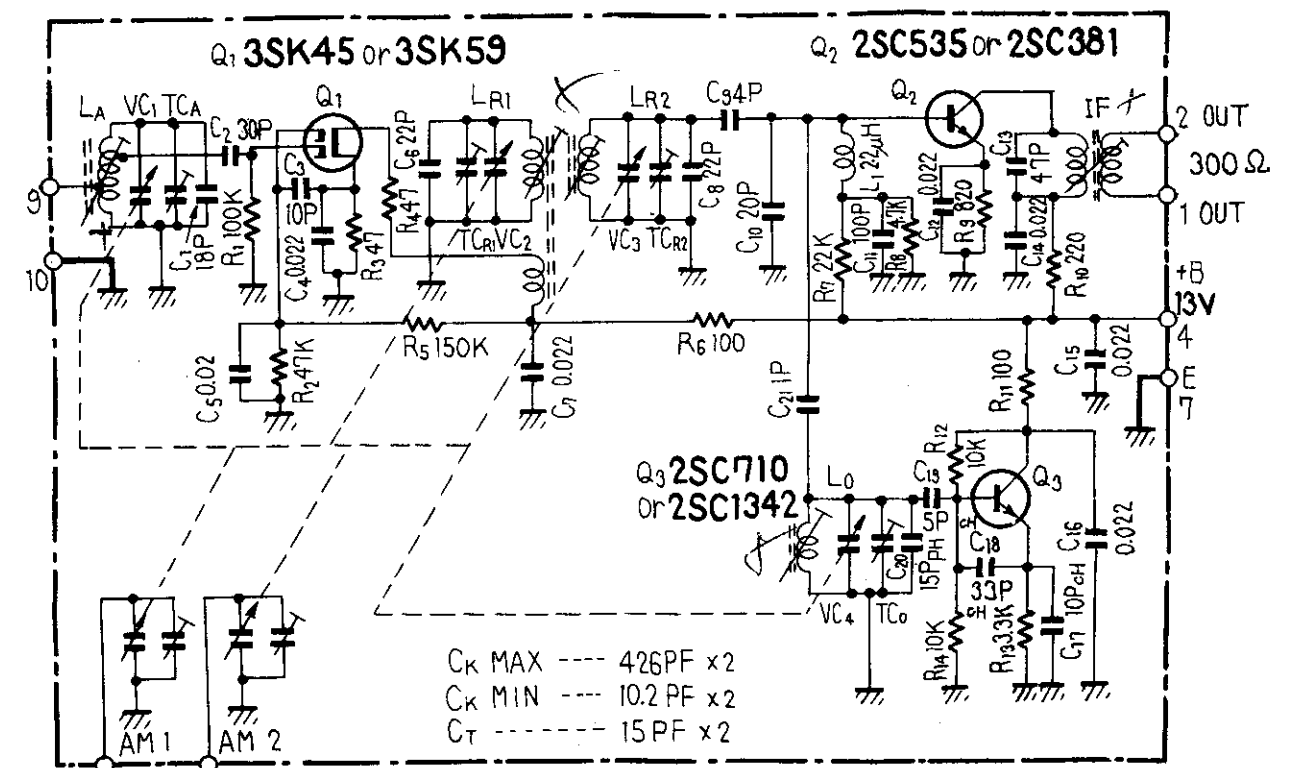 Q1 3SK45 or 3SK59
Q2 2SC535 or 2SC381
LA
VC1
TCA
C2 30P
Q1
LR1
LR2
C9 4P
Q2
IF
2 OUT
300Ω
1 OUT
9
10
C1 18P
R1 100K
C3
10P
C4 0.022
R3 47
R4 47
C6 22P
TCR1
VC2
VC3
TCR2
C8 22P
C10 20P
L1 22μH
R7 22K
C11 100P
R8 4.7K
C12 0.022
R9 820
C13
47P
C14 0.022
R10 220
+B
13V
4
C5 0.02
R2 47K
R5 150K
C7 0.022
R6 100
C21 1P
R11 100
C15
0.022
E
7
Q3 2SC710
or 2SC1342
LO
C19
5P
CH
R12
10K
Q3
C18
33P
CH
C20
15P PH
VC4
TCO
R14 10K
R13 3.3K
C17
10P CH
C16
0.022
CK MAX ---- 426PF x2
CK MIN ---- 10.2PF x2
CT ------- 15PF x2
AM 1
AM 2